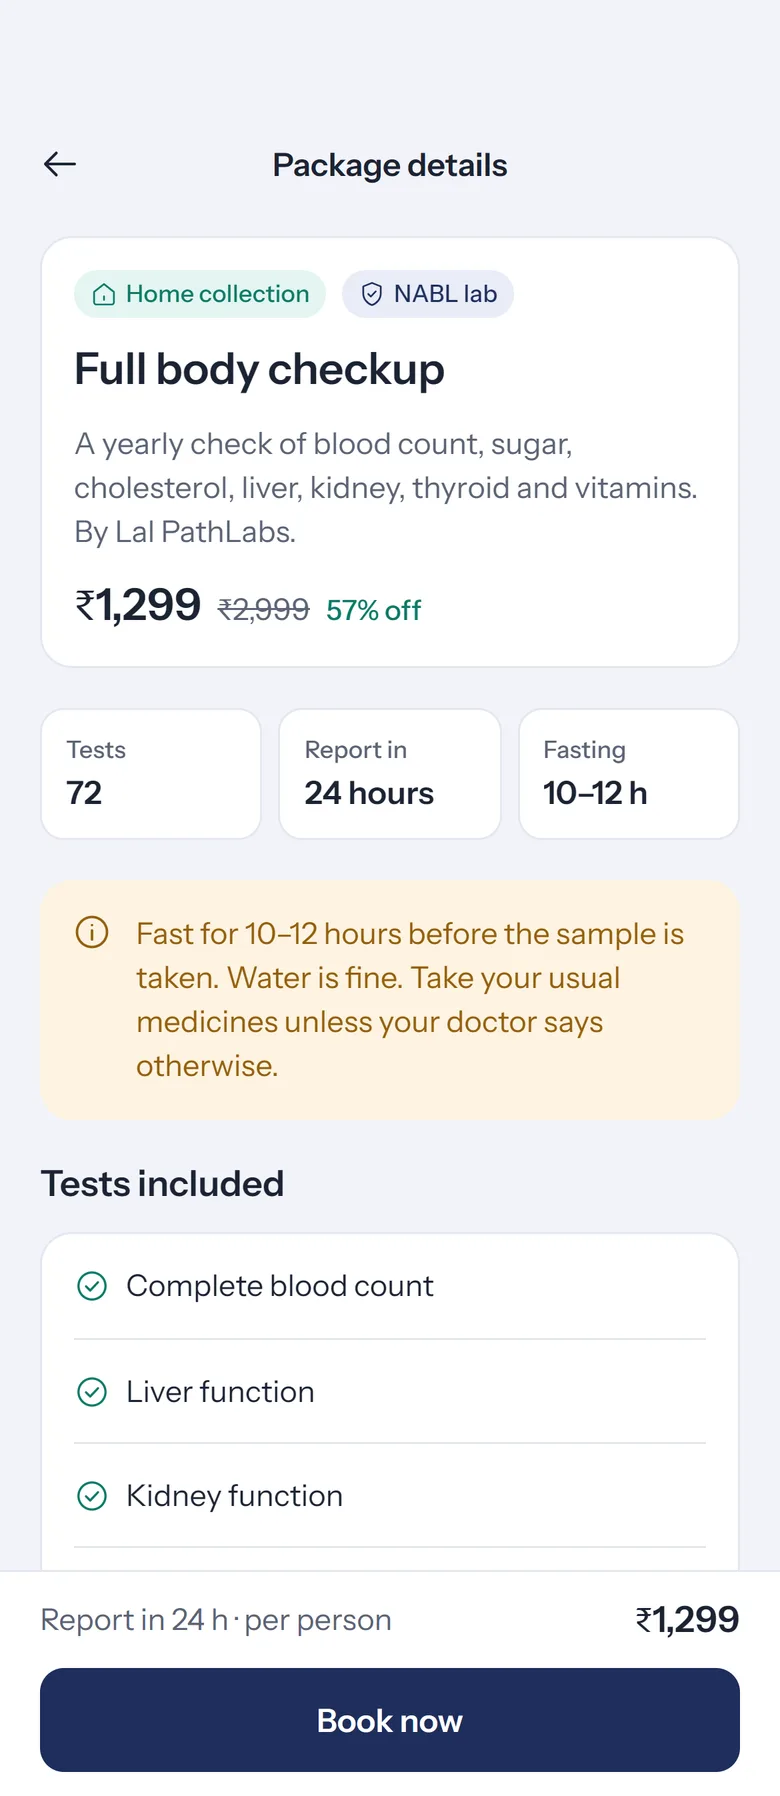 Package details
Home collection
NABL lab
Full body checkup
A yearly check of blood count, sugar,
cholesterol, liver, kidney, thyroid and vitamins.
By Lal PathLabs.
₹1,299 ₹2,999 57% off
Tests
72
Report in
24 hours
Fasting
10–12 h
Fast for 10–12 hours before the sample is
taken. Water is fine. Take your usual
medicines unless your doctor says
otherwise.
Tests included
Complete blood count
Liver function
Kidney function
Report in 24 h · per person
₹1,299
Book now